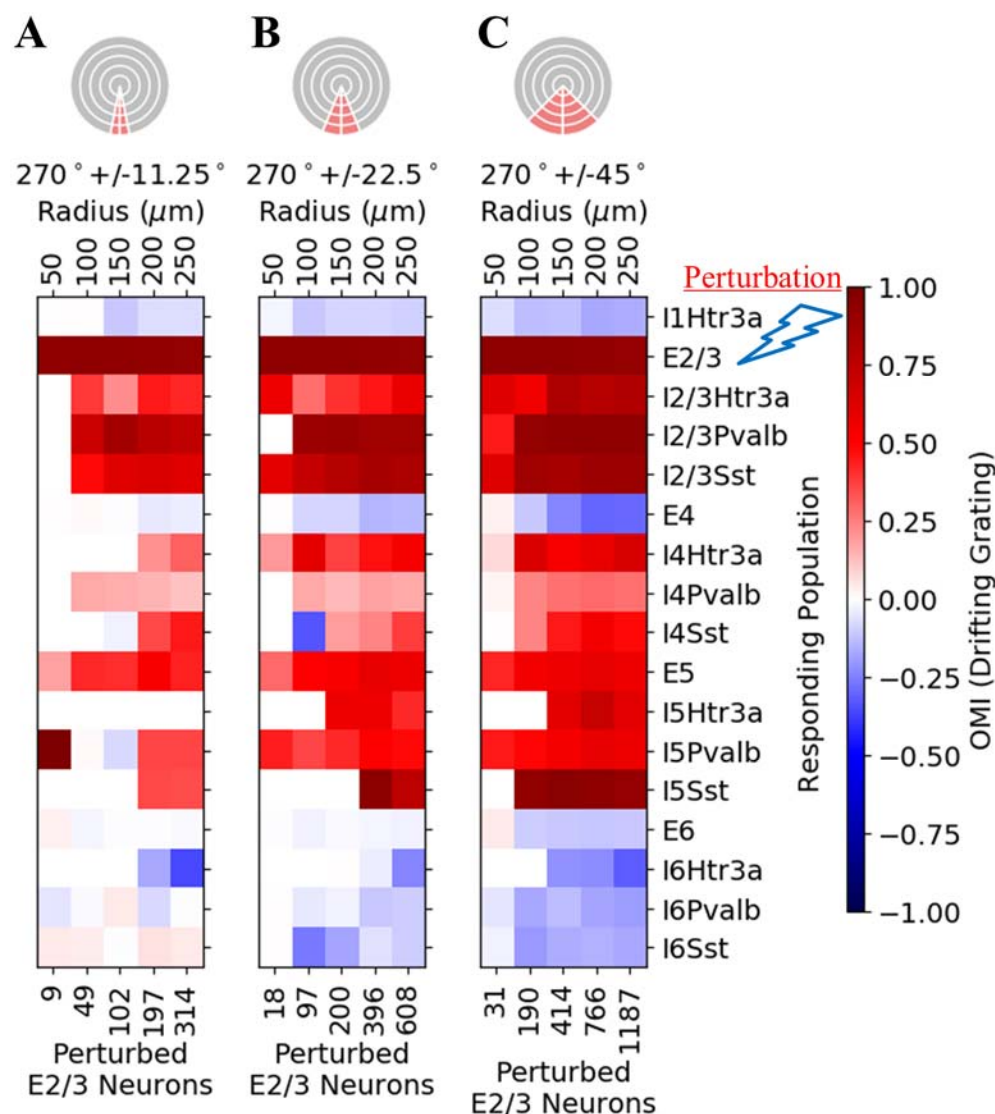 A B C
270°+/-11.25° 270°+/-22.5° 270°+/-45°
Radius (μm) Radius (μm) Radius (μm)
50 100 150 200 250 50 100 150 200 250 50 100 150 200 250
Perturbation
I1Htr3a
E2/3
I2/3Htr3a
I2/3Pvalb
I2/3Sst
E4
I4Htr3a
I4Pvalb
I4Sst
E5
I5Htr3a
I5Pvalb
I5Sst
E6
I6Htr3a
I6Pvalb
I6Sst
Responding Population
1.00
0.75
0.50
0.25
0.00
−0.25
−0.50
−0.75
−1.00
OMI (Drifting Grating)
9 49 102 197 314 18 97 200 396 608 31 190 414 766 1187
Perturbed Perturbed Perturbed
E2/3 Neurons E2/3 Neurons E2/3 Neurons